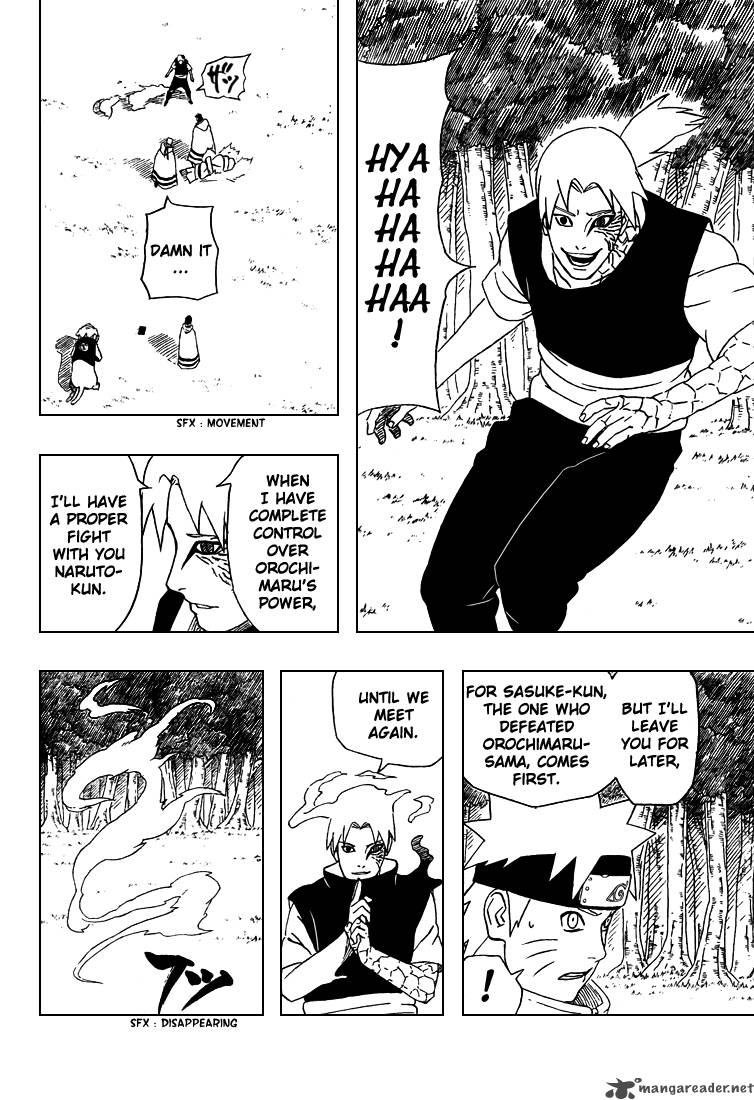 HYA
HA
HA
HA
HAA
!
ザッ
DAMN IT
...
SFX : MOVEMENT
WHEN
I HAVE
COMPLETE
CONTROL
OVER
OROCHI-
MARU'S
POWER,
I'LL HAVE
A PROPER
FIGHT
WITH YOU
NARUTO-
KUN.
BUT I'LL
LEAVE
YOU FOR
LATER,
FOR SASUKE-KUN,
THE ONE WHO
DEFEATED
OROCHIMARU-
SAMA, COMES
FIRST.
!
UNTIL WE
MEET
AGAIN.
フッ
SFX : DISAPPEARING
mangareader.net